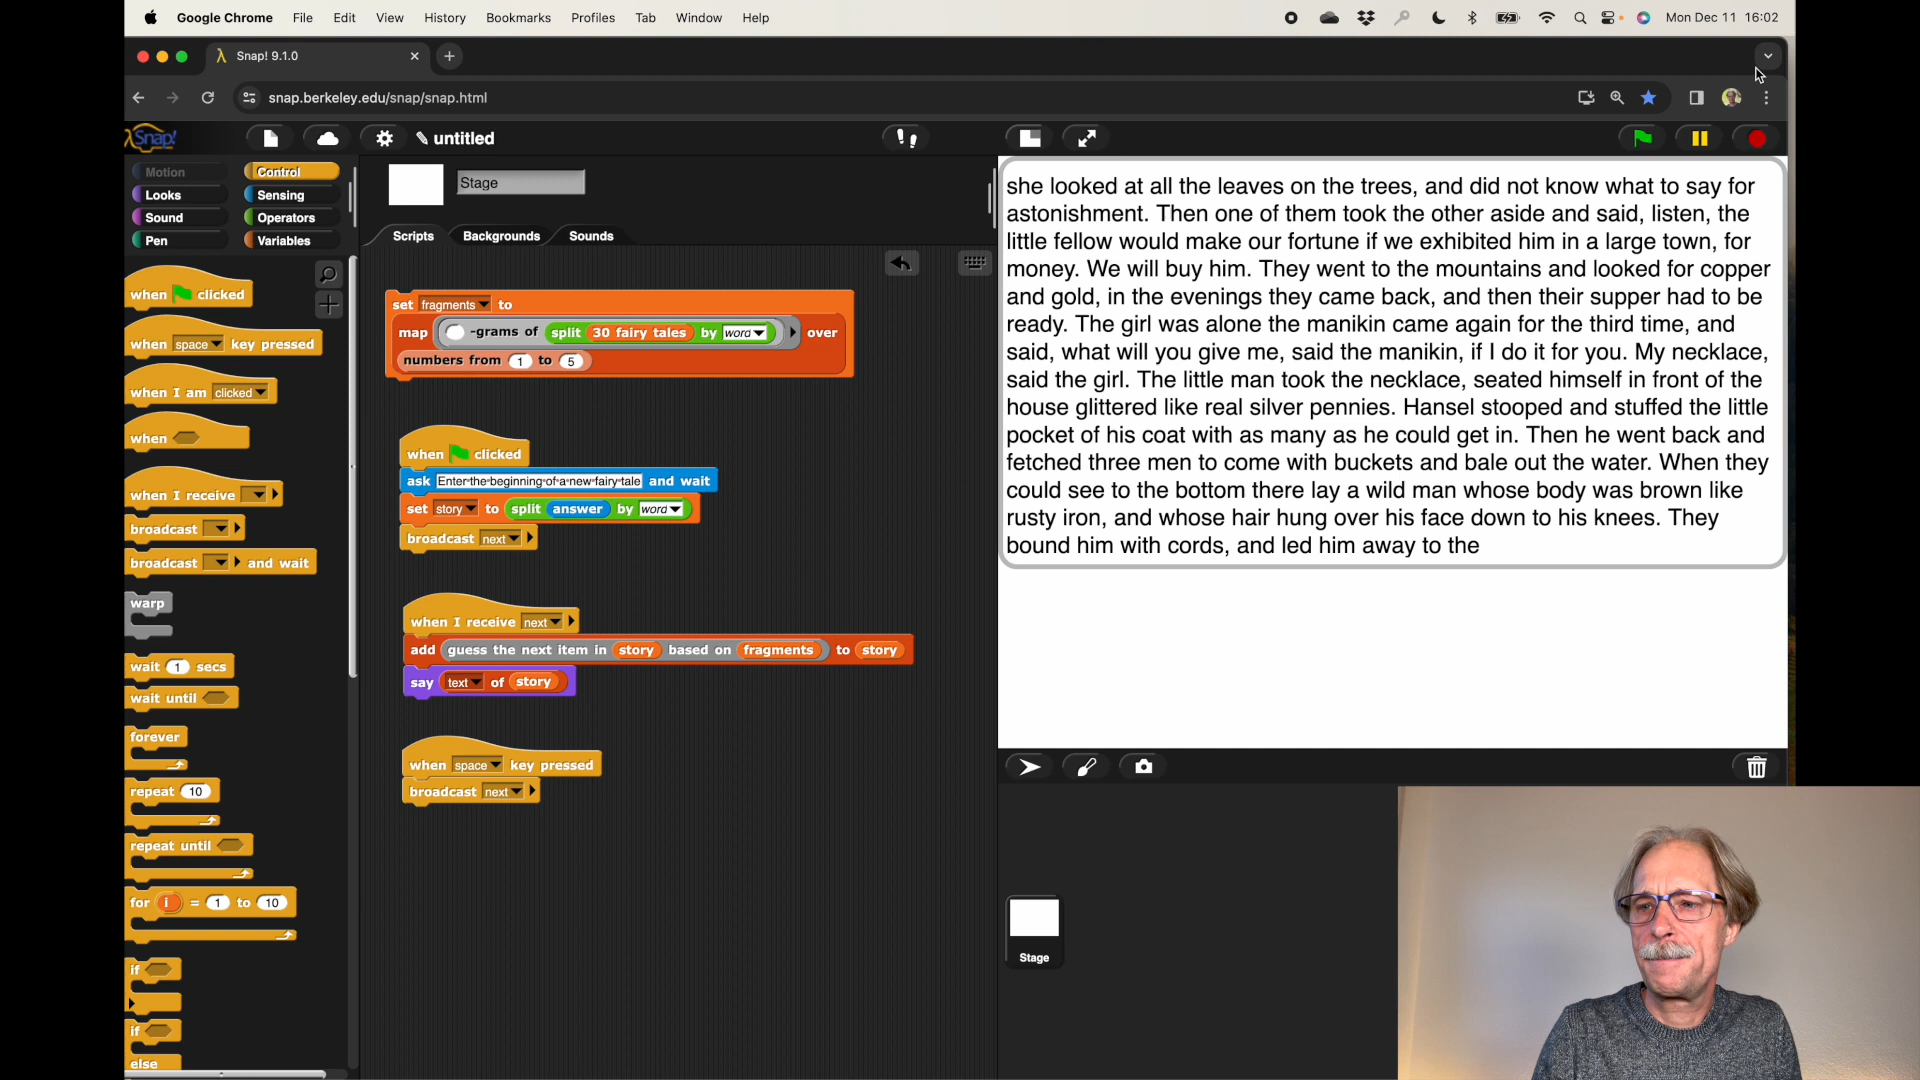 Google Chrome File Edit View History Bookmarks Profiles Tab Window Help Mon Dec 11 16:02
Snap! 9.1.0
snap.berkeley.edu/snap/snap.html
Snap! untitled
Motion Control
Looks Sensing
Sound Operators
Pen Variables
when clicked
when space key pressed
when I am clicked
when
when I receive
broadcast
broadcast and wait
warp
wait 1 secs
wait until
forever
repeat 10
repeat until
for i = 1 to 10
if
if
else
Stage
Scripts Backgrounds Sounds
set fragments to
map -grams of split 30 fairy tales by word over
numbers from 1 to 5
when clicked
ask Enter·the·beginning·of·a·new·fairy·tale and wait
set story to split answer by word
broadcast next
when I receive next
add guess the next item in story based on fragments to story
say text of story
when space key pressed
broadcast next
she looked at all the leaves on the trees, and did not know what to say for
astonishment. Then one of them took the other aside and said, listen, the
little fellow would make our fortune if we exhibited him in a large town, for
money. We will buy him. They went to the mountains and looked for copper
and gold, in the evenings they came back, and then their supper had to be
ready. The girl was alone the manikin came again for the third time, and
said, what will you give me, said the manikin, if I do it for you. My necklace,
said the girl. The little man took the necklace, seated himself in front of the
house glittered like real silver pennies. Hansel stooped and stuffed the little
pocket of his coat with as many as he could get in. Then he went back and
fetched three men to come with buckets and bale out the water. When they
could see to the bottom there lay a wild man whose body was brown like
rusty iron, and whose hair hung over his face down to his knees. They
bound him with cords, and led him away to the
Stage